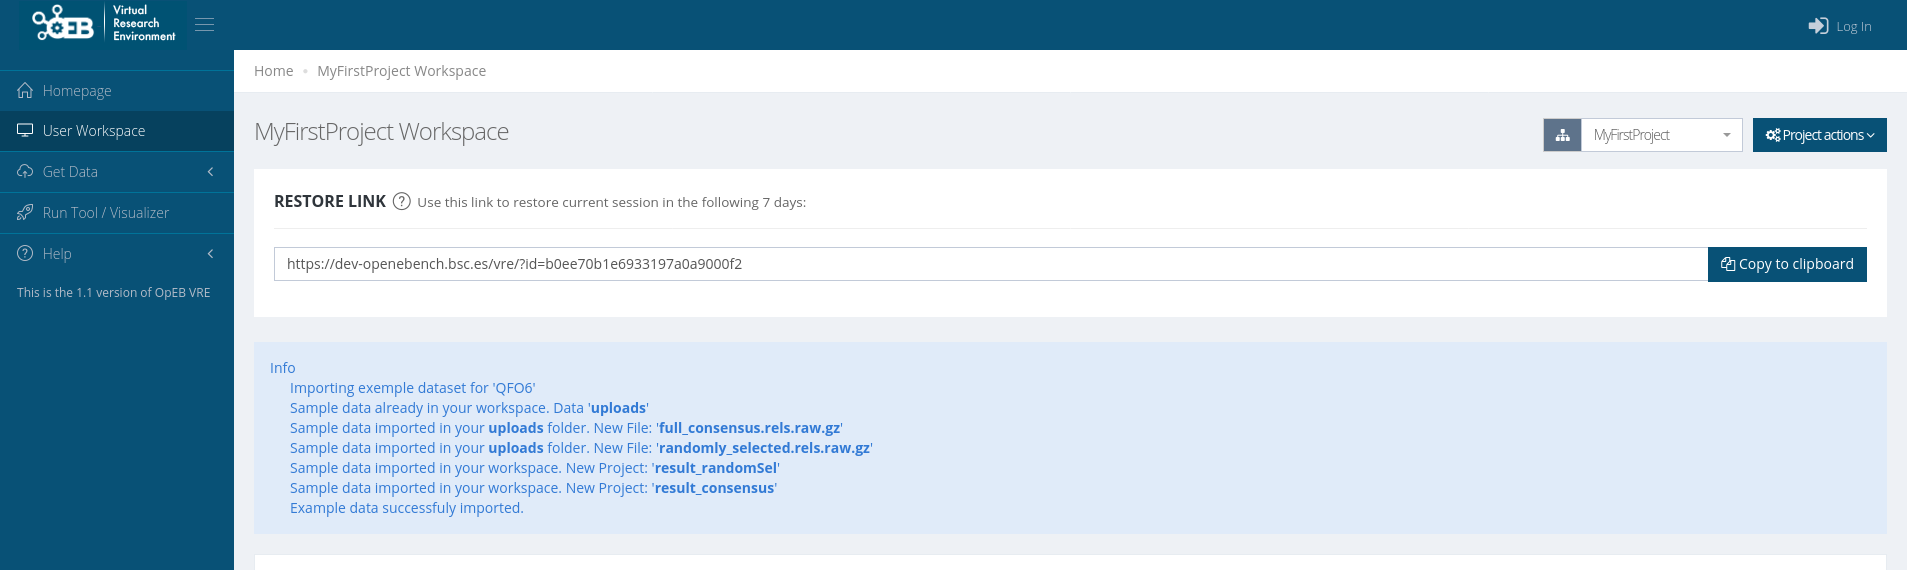 OEB
Virtual
Research
Environment
Log In
Homepage
User Workspace
Get Data
Run Tool / Visualizer
Help
This is the 1.1 version of OpEB VRE
Home • MyFirstProject Workspace
MyFirstProject Workspace
MyFirstProject
Project actions
RESTORE LINK ? Use this link to restore current session in the following 7 days:
https://dev-openebench.bsc.es/vre/?id=b0ee70b1e6933197a0a9000f2
Copy to clipboard
Info
Importing exemple dataset for 'QFO6'
Sample data already in your workspace. Data 'uploads'
Sample data imported in your uploads folder. New File: 'full_consensus.rels.raw.gz'
Sample data imported in your uploads folder. New File: 'randomly_selected.rels.raw.gz'
Sample data imported in your workspace. New Project: 'result_randomSel'
Sample data imported in your workspace. New Project: 'result_consensus'
Example data successfuly imported.